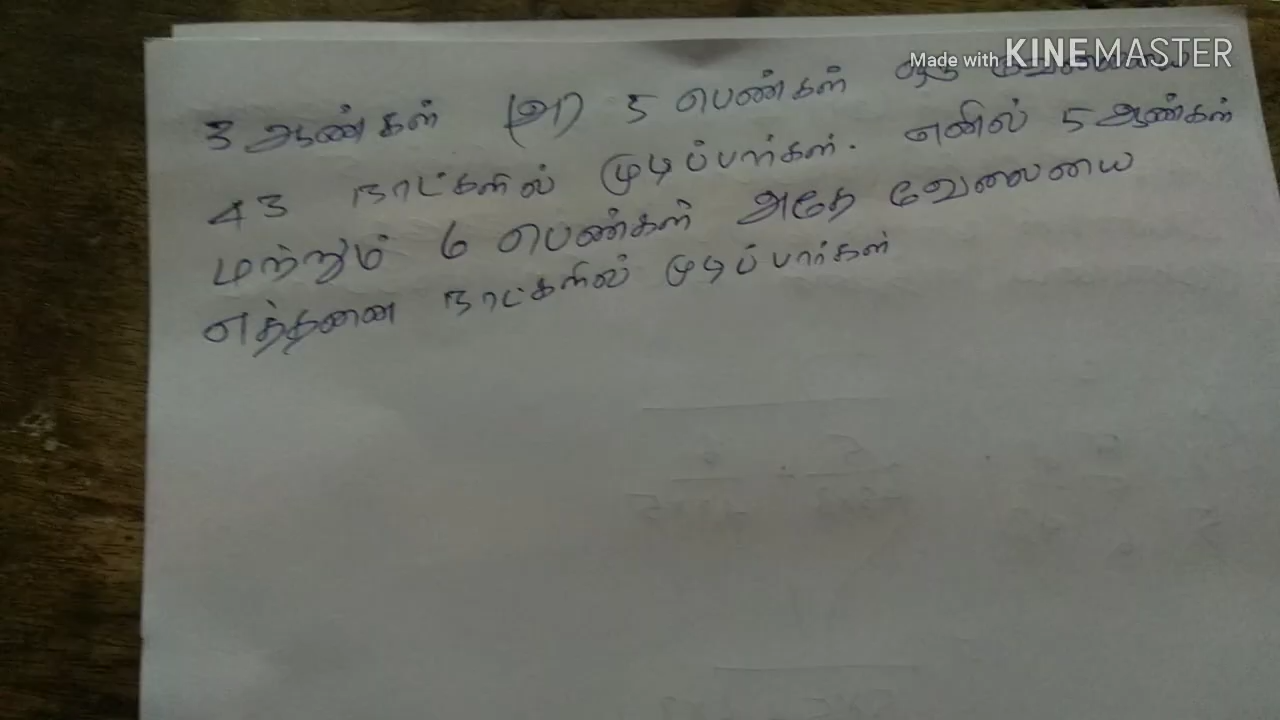 Made with KINEMASTER
3 ஆண்கள் (அ) 5 பெண்கள் ஒரு வேலையை
43 நாட்களில் முடிப்பார்கள். எனில் 5 ஆண்கள்
மற்றும் 6 பெண்கள் அதே வேலையை
எத்தனை நாட்களில் முடிப்பார்கள்